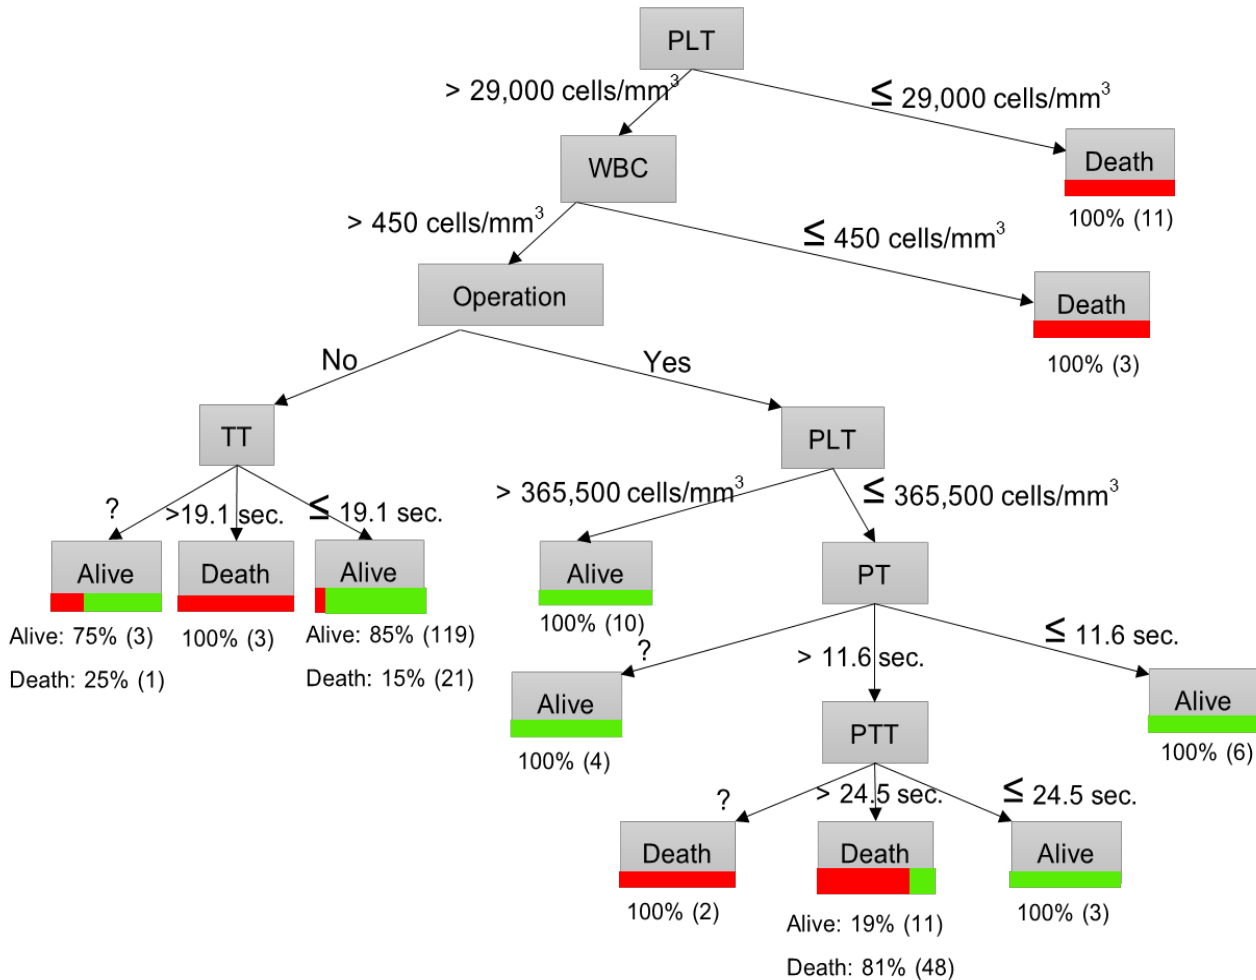 PLT
> 29,000 cells/mm³
≤ 29,000 cells/mm³
WBC
Death
100% (11)
> 450 cells/mm³
≤ 450 cells/mm³
Operation
Death
100% (3)
No
Yes
TT
PLT
?
>19.1 sec.
≤ 19.1 sec.
> 365,500 cells/mm³
≤ 365,500 cells/mm³
Alive
Death
Alive
Alive
PT
Alive: 75% (3)
100% (3)
Alive: 85% (119)
100% (10)
Death: 25% (1)
Death: 15% (21)
?
> 11.6 sec.
≤ 11.6 sec.
Alive
Alive
100% (4)
PTT
100% (6)
?
> 24.5 sec.
≤ 24.5 sec.
Death
Death
Alive
100% (2)
Alive: 19% (11)
100% (3)
Death: 81% (48)